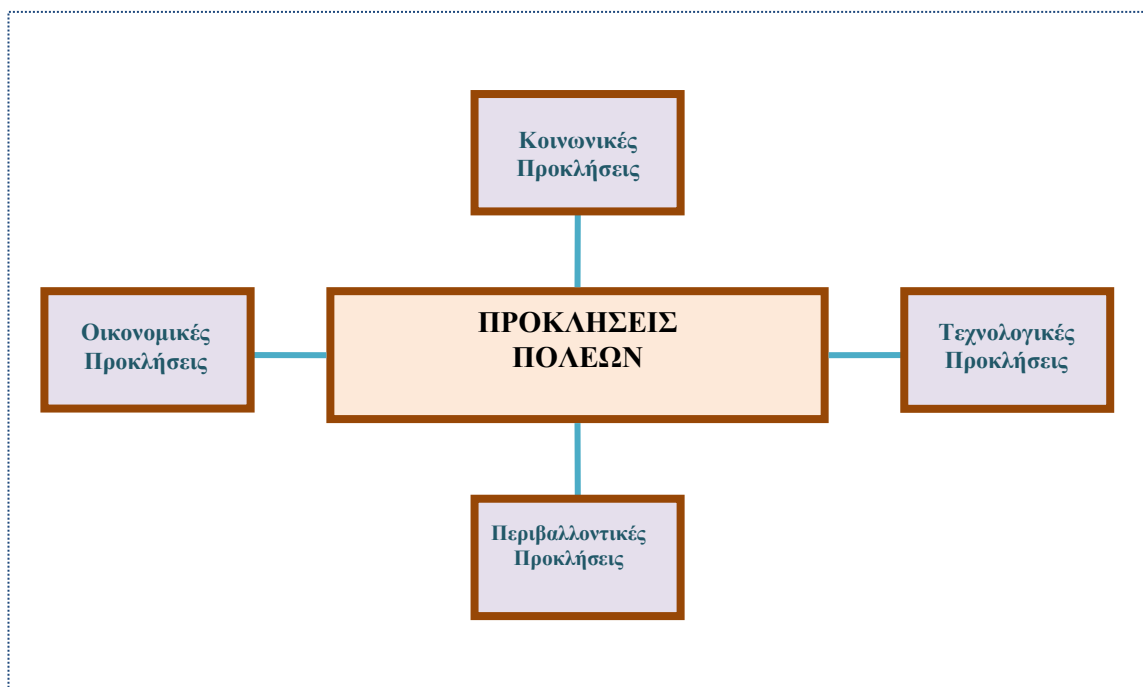 Κοινωνικές
Προκλήσεις
Οικονομικές
Προκλήσεις
ΠΡΟΚΛΗΣΕΙΣ
ΠΟΛΕΩΝ
Τεχνολογικές
Προκλήσεις
Περιβαλλοντικές
Προκλήσεις